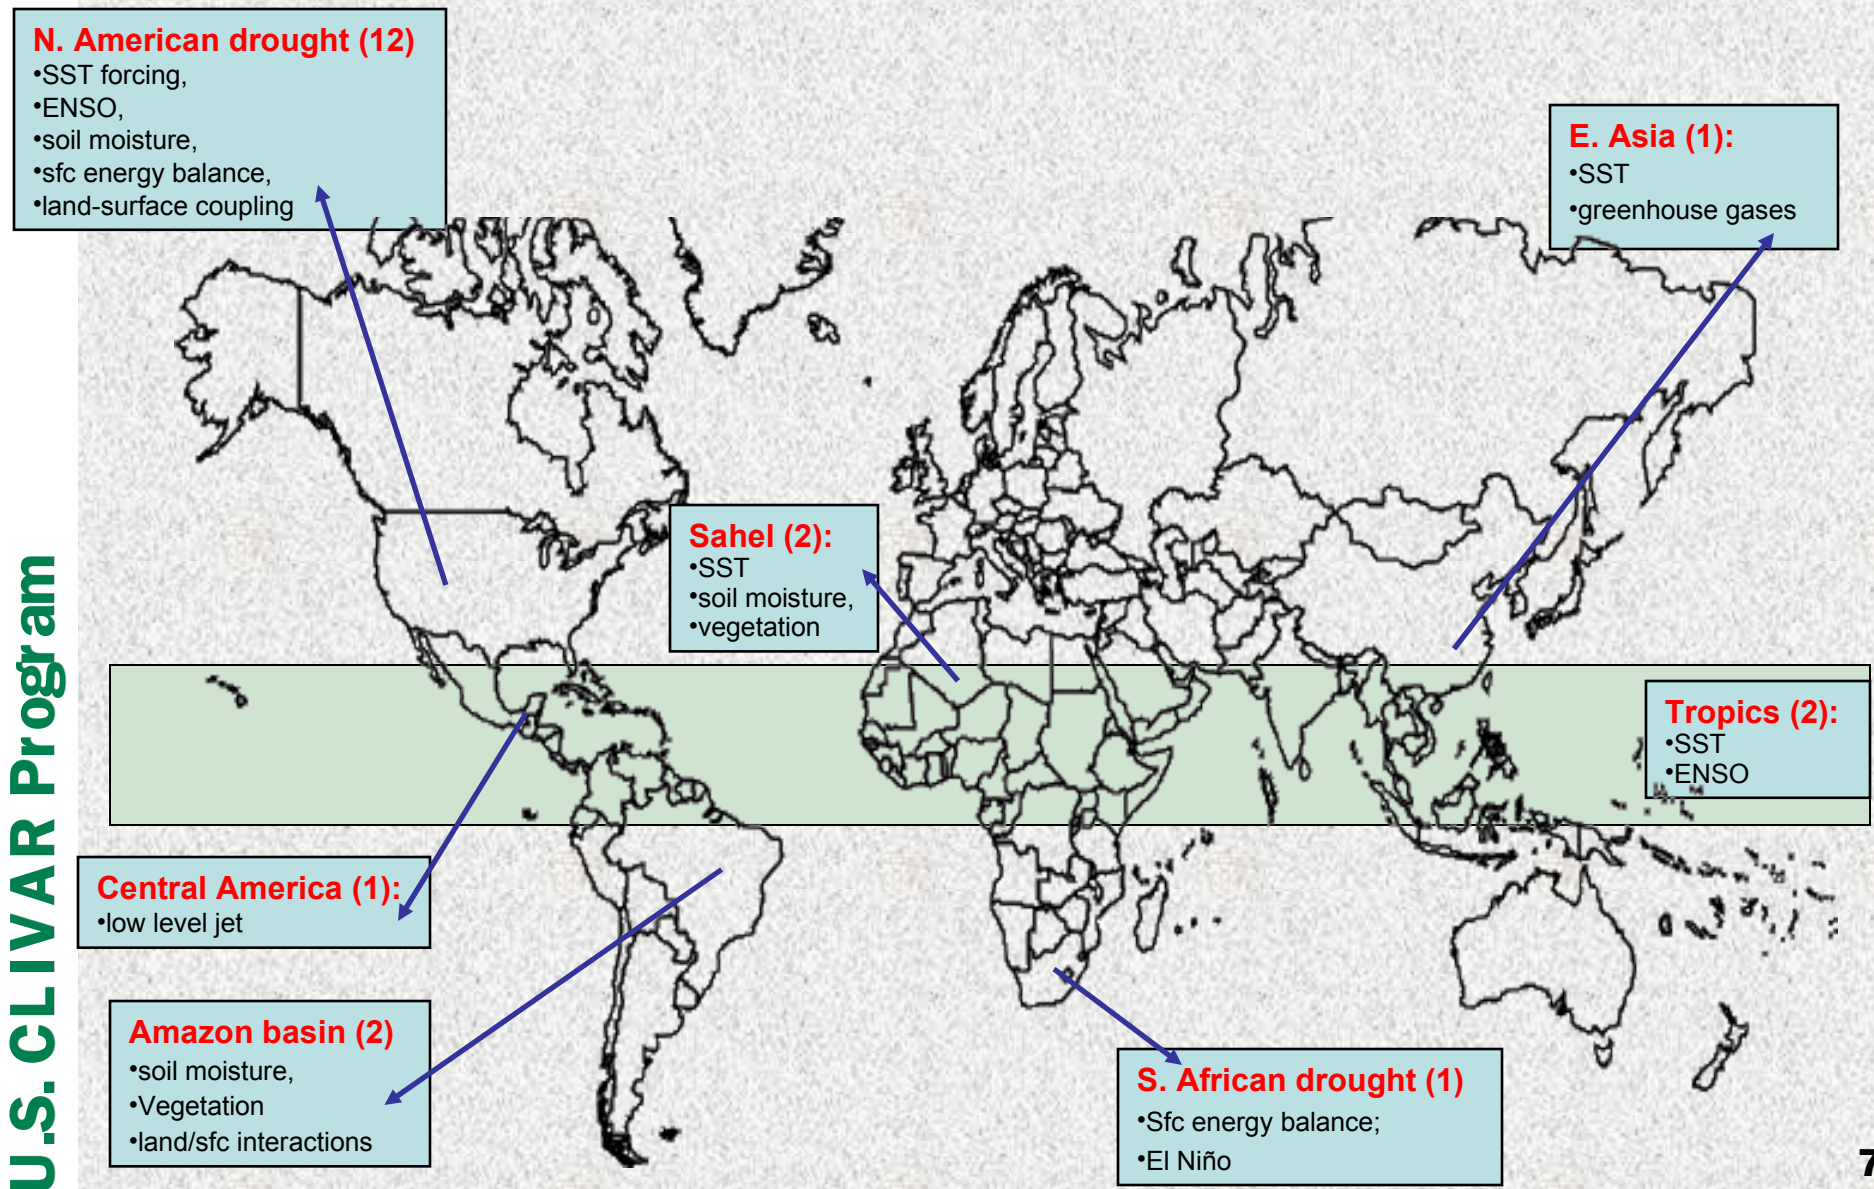 N. American drought (12)
•SST forcing,
•ENSO,
•soil moisture,
•sfc energy balance,
•land-surface coupling
E. Asia (1):
•SST
•greenhouse gases
Sahel (2):
•SST
•soil moisture,
•vegetation
Tropics (2):
•SST
•ENSO
Central America (1):
•low level jet
Amazon basin (2)
•soil moisture,
•Vegetation
•land/sfc interactions
S. African drought (1)
•Sfc energy balance;
•El Niño
U.S. CLIVAR Program
7